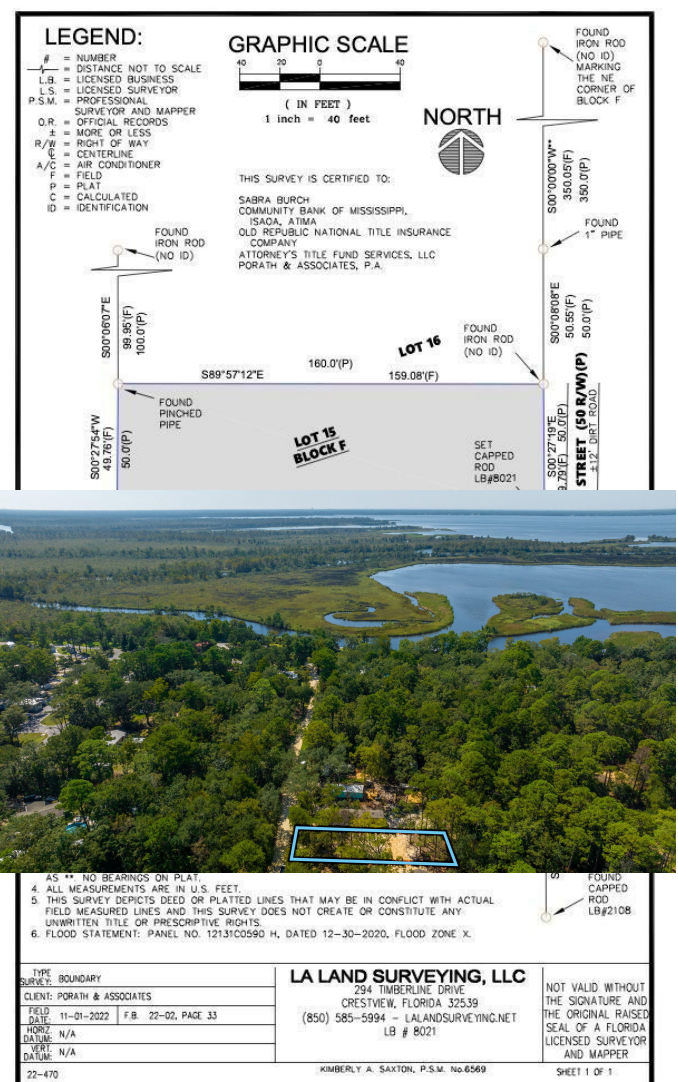 LEGEND:
# = NUMBER
= DISTANCE NOT TO SCALE
L.B. = LICENSED BUSINESS
L.S. = LICENSED SURVEYOR
P.S.M. = PROFESSIONAL
SURVEYOR AND MAPPER
O.R. = OFFICIAL RECORDS
± = MORE OR LESS
R/W = RIGHT OF WAY
℄ = CENTERLINE
A/C = AIR CONDITIONER
F = FIELD
P = PLAT
C = CALCULATED
ID = IDENTIFICATION
GRAPHIC SCALE
40 0 40
( IN FEET )
1 inch = 40 feet
NORTH
THIS SURVEY IS CERTIFIED TO:
SABRA BURCH
COMMUNITY BANK OF MISSISSIPPI,
ISAOA, ATIMA
OLD REPUBLIC NATIONAL TITLE INSURANCE
COMPANY
ATTORNEY'S TITLE FUND SERVICES, LLC
PORATH & ASSOCIATES, P.A.
FOUND
IRON ROD
(NO ID)
MARKING
THE NE
CORNER OF
BLOCK F
S00°00'00"W**
350.05'(F)
350.0'(P)
FOUND
1" PIPE
FOUND
IRON ROD
(NO ID)
S00°06'07"E
99.95'(F)
100.0'(P)
S00°08'08"E
50.55'(F)
50.0'(P)
FOUND
IRON ROD
(NO ID)
LOT 16
160.0'(P)
S89°57'12"E 159.08'(F)
FOUND
PINCHED
PIPE
S00°27'54"W
49.76'(F)
50.0'(P)
LOT 15
BLOCK F
SET
CAPPED
ROD
LB#8021
S00°27'19"E
.79'(F) 50.0'(P)
STREET (50 R/W)(P)
±12' DIRT ROAD
AS **. NO BEARINGS ON PLAT.
4. ALL MEASUREMENTS ARE IN U.S. FEET.
5. THIS SURVEY DEPICTS DEED OR PLATTED LINES THAT MAY BE IN CONFLICT WITH ACTUAL
FIELD MEASURED LINES AND THIS SURVEY DOES NOT CREATE OR CONSTITUTE ANY
UNWRITTEN TITLE OR PRESCRIPTIVE RIGHTS.
6. FLOOD STATEMENT: PANEL NO. 12131C0590 H, DATED 12-30-2020, FLOOD ZONE X.
S
FOUND
CAPPED
ROD
LB#2108
TYPE
SURVEY: BOUNDARY
CLIENT: PORATH & ASSOCIATES
FIELD
DATE: 11-01-2022 F.B. 22-02, PAGE 33
HORIZ.
DATUM: N/A
VERT.
DATUM: N/A
22-470
LA LAND SURVEYING, LLC
294 TIMBERLINE DRIVE
CRESTVIEW, FLORIDA 32539
(850) 585-5994 - LALANDSURVEYING.NET
LB # 8021
KIMBERLY A. SAXTON, P.S.M. No.6569
NOT VALID WITHOUT
THE SIGNATURE AND
THE ORIGINAL RAISED
SEAL OF A FLORIDA
LICENSED SURVEYOR
AND MAPPER
SHEET 1 OF 1